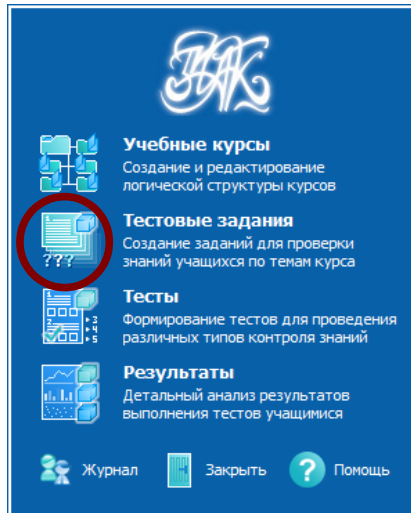 ЗНАК
Учебные курсы
Создание и редактирование
логической структуры курсов
Тестовые задания
Создание заданий для проверки
знаний учащихся по темам курса
???
Тесты
Формирование тестов для проведения
различных типов контроля знаний
Результаты
Детальный анализ результатов
выполнения тестов учащимися
Журнал Закрыть ? Помощь